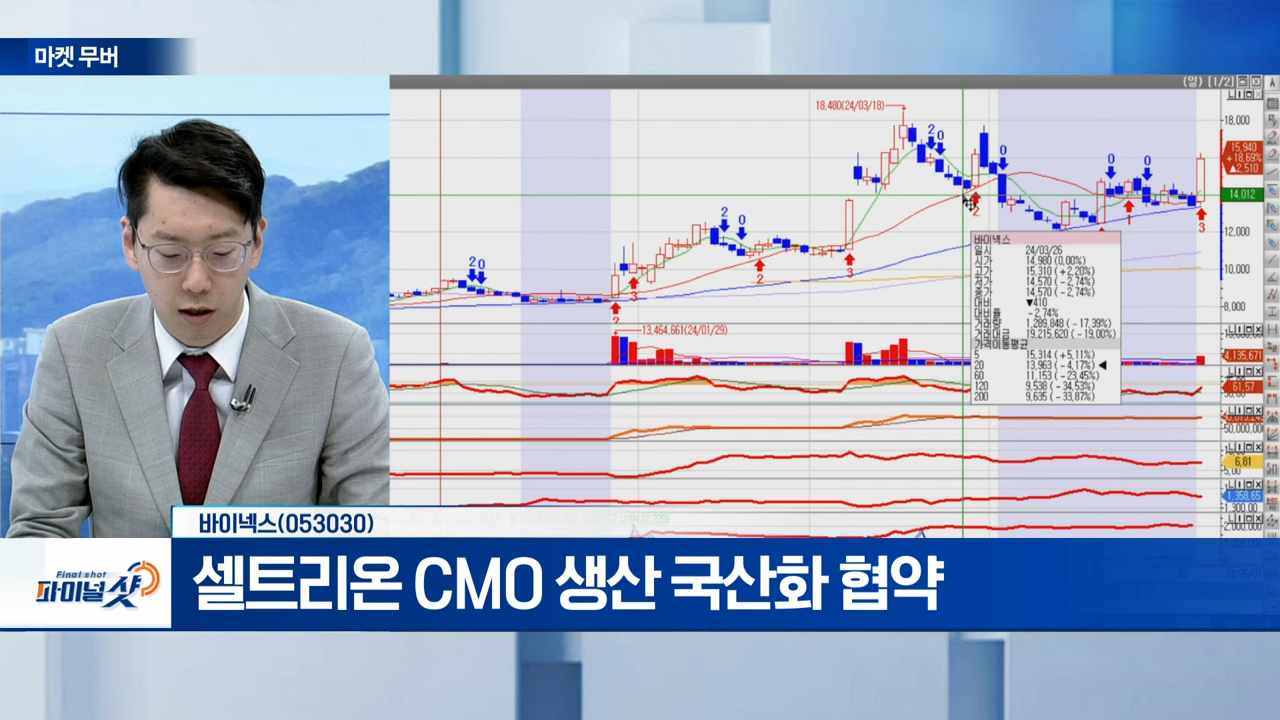 마켓 무버
(일) [1/2]
18,480(24/03/18)
18,000
15,940
+18,69%
▲2,510
14,012
12,000
10,000
8,000
2 0
2 0
2 0
0
0 0
2
3
2
3
2
1
3
바이넥스
일시 24/03/26
시가 14,980 (0,00%)
고가 15,310 (+2,20%)
저가 14,570 (-2,74%)
종가 14,570 (-2,74%)
대비 ▼410
대비율 -2,74%
거래량 1,289,848 (-17,39%)
거래대금 19,215,620 (-19,00%)
가격이동평균
5 15,314 (+5,11%)
20 13,963 (-4,17%) ◀
60 11,153 (-23,45%)
120 9,538 (-34,53%)
200 9,635 (-33,87%)
13,464,661(24/01/29)
4,135,671
61,57
50,000,00
6,81
5,00
1,358,65
1,300,00
2,000,000
바이넥스(053030)
Final shot
파이널샷
셀트리온 CMO 생산 국산화 협약